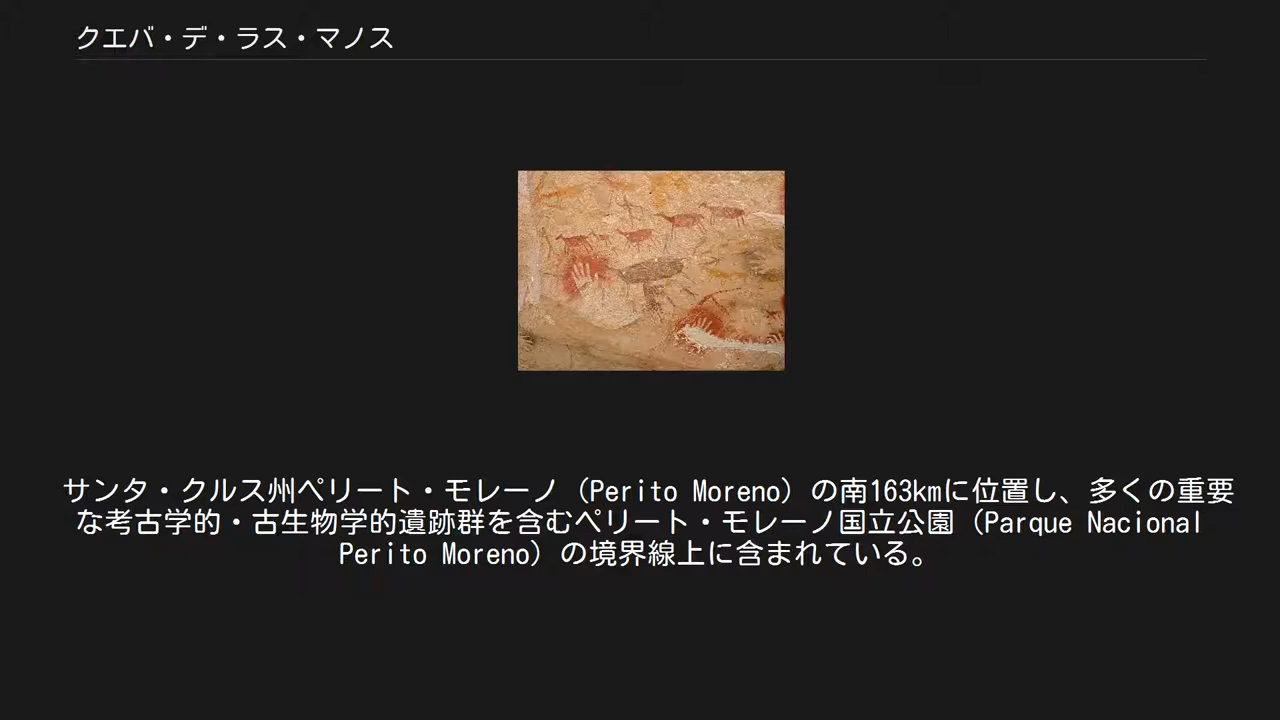 クエバ・デ・ラス・マノス
サンタ・クルス州ペリート・モレーノ（Perito Moreno）の南163kmに位置し、多くの重要
な考古学的・古生物学的遺跡群を含むペリート・モレーノ国立公園（Parque Nacional
Perito Moreno）の境界線上に含まれている。